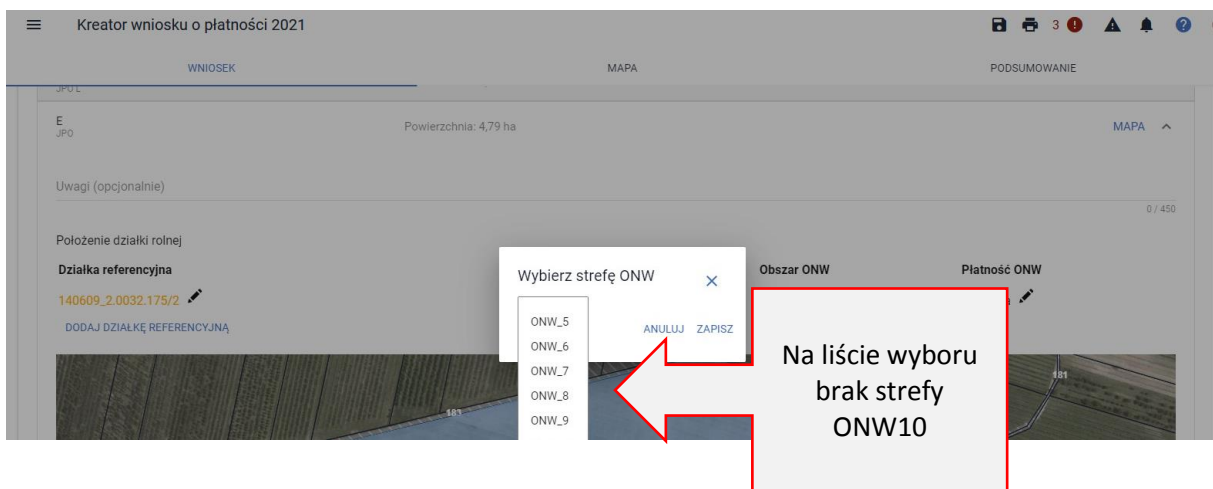 Kreator wniosku o płatności 2021
3
WNIOSEK
MAPA
PODSUMOWANIE
JPO L
E
JPO
Powierzchnia: 4,79 ha
MAPA
Uwagi (opcjonalnie)
0 / 450
Położenie działki rolnej
Działka referencyjna
Obszar ONW
Płatność ONW
140609_2.0032.175/2
DODAJ DZIAŁKĘ REFERENCYJNĄ
Wybierz strefę ONW
ONW_5
ONW_6
ONW_7
ONW_8
ONW_9
ANULUJ ZAPISZ
Na liście wyboru
brak strefy
ONW10
183
181